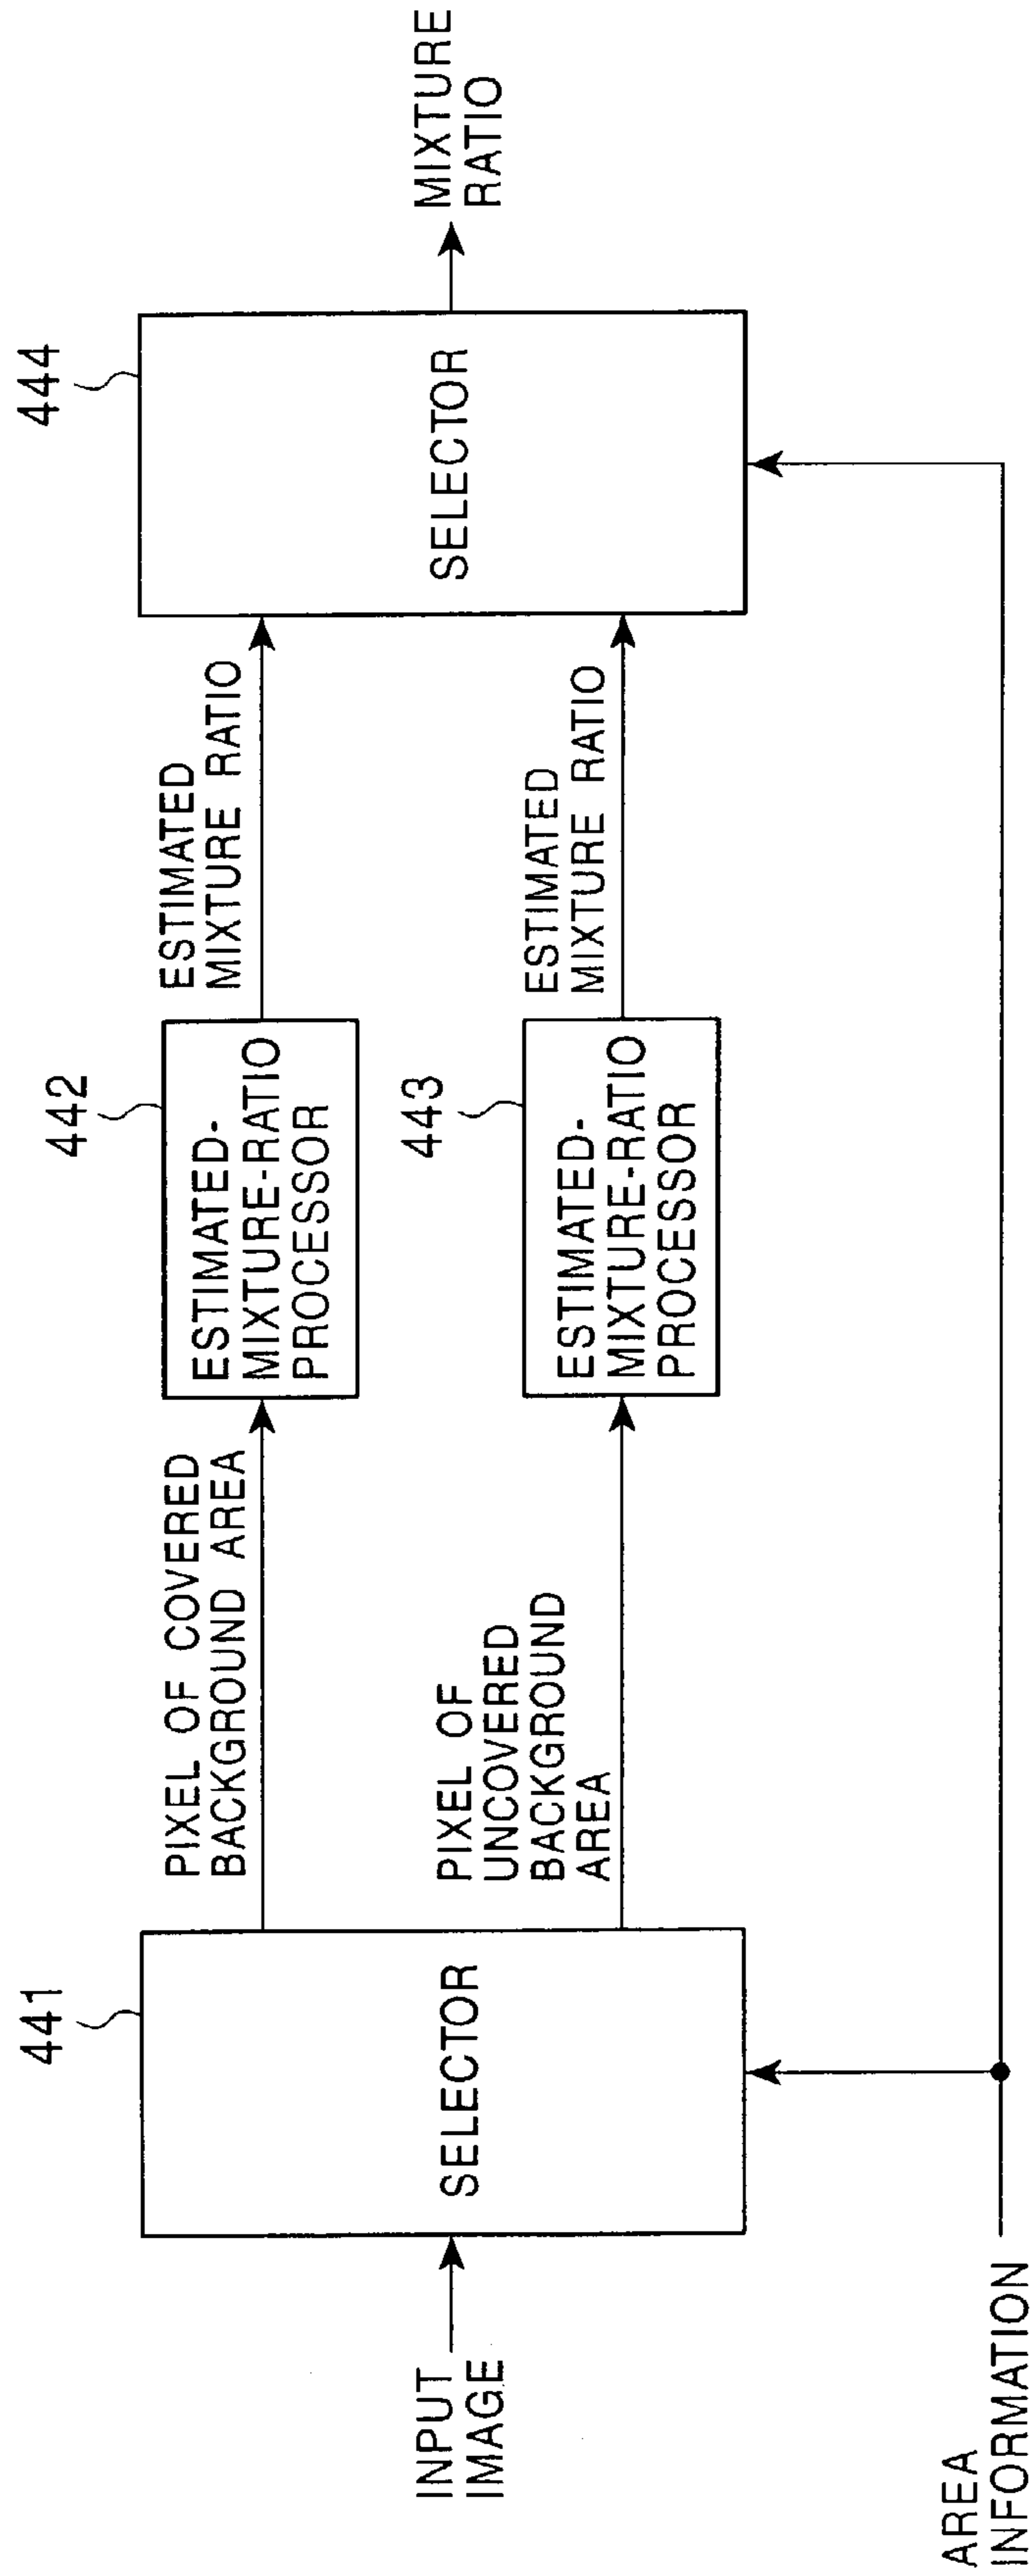 INPUT
IMAGE
441
SELECTOR
PIXEL OF COVERED
BACKGROUND AREA
PIXEL OF
UNCOVERED
BACKGROUND
AREA
442
ESTIMATED-
MIXTURE-RATIO
PROCESSOR
443
ESTIMATED-
MIXTURE-RATIO
PROCESSOR
ESTIMATED
MIXTURE RATIO
ESTIMATED
MIXTURE RATIO
444
SELECTOR
MIXTURE
RATIO
AREA
INFORMATION